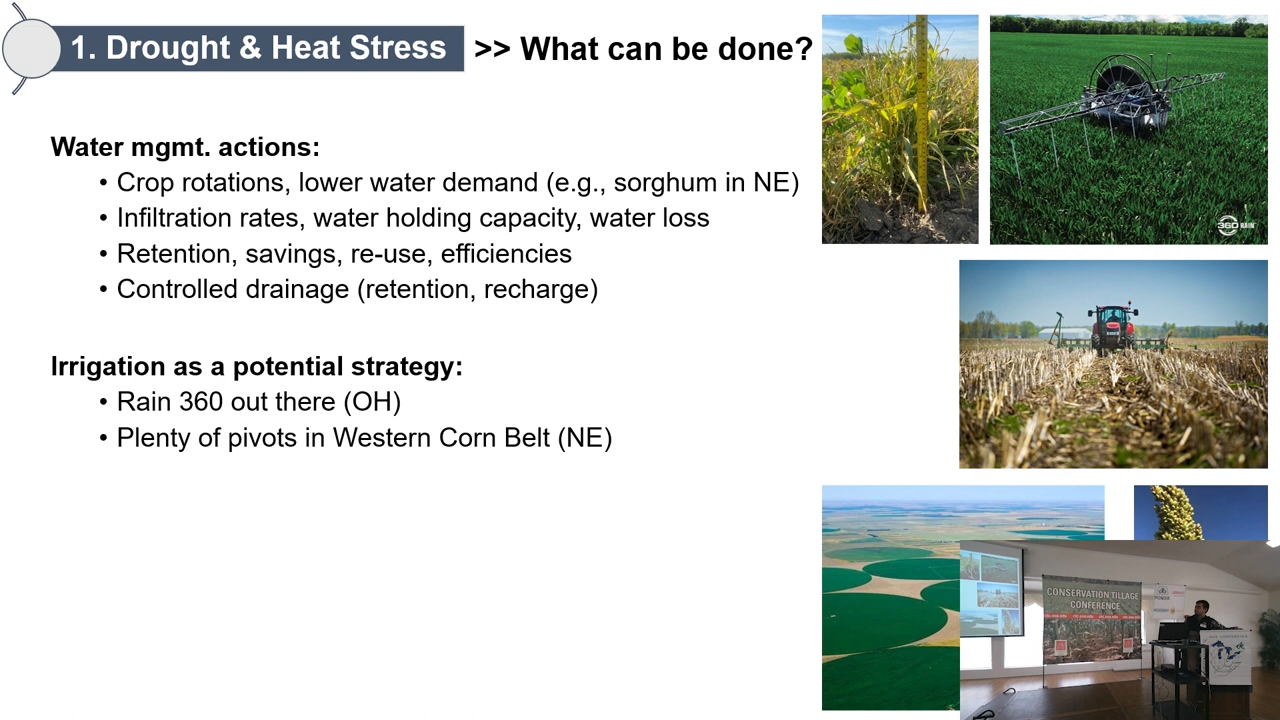 1. Drought & Heat Stress >> What can be done?
Water mgmt. actions:
• Crop rotations, lower water demand (e.g., sorghum in NE)
• Infiltration rates, water holding capacity, water loss
• Retention, savings, re-use, efficiencies
• Controlled drainage (retention, recharge)
Irrigation as a potential strategy:
• Rain 360 out there (OH)
• Plenty of pivots in Western Corn Belt (NE)
360 RAIN
CONSERVATION TILLAGE
CONFERENCE